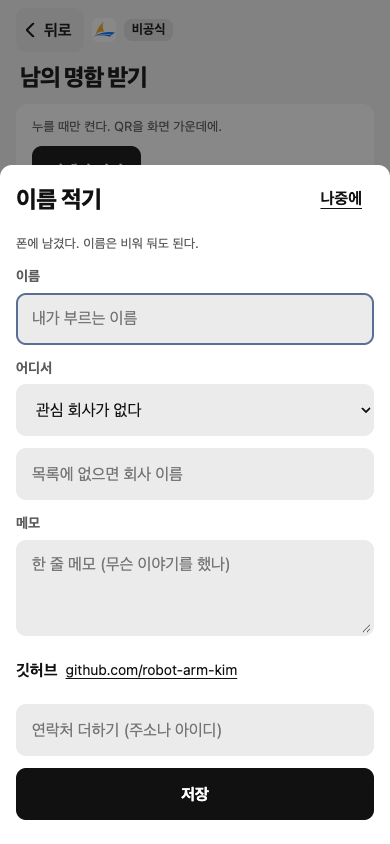 뒤로
비공식
남의 명함 받기
누를 때만 켠다. QR을 화면 가운데에.
이름 적기
나중에
폰에 남겼다. 이름은 비워 둬도 된다.
이름
내가 부르는 이름
어디서
관심 회사가 없다
목록에 없으면 회사 이름
메모
한 줄 메모 (무슨 이야기를 했나)
깃허브 github.com/robot-arm-kim
연락처 더하기 (주소나 아이디)
저장